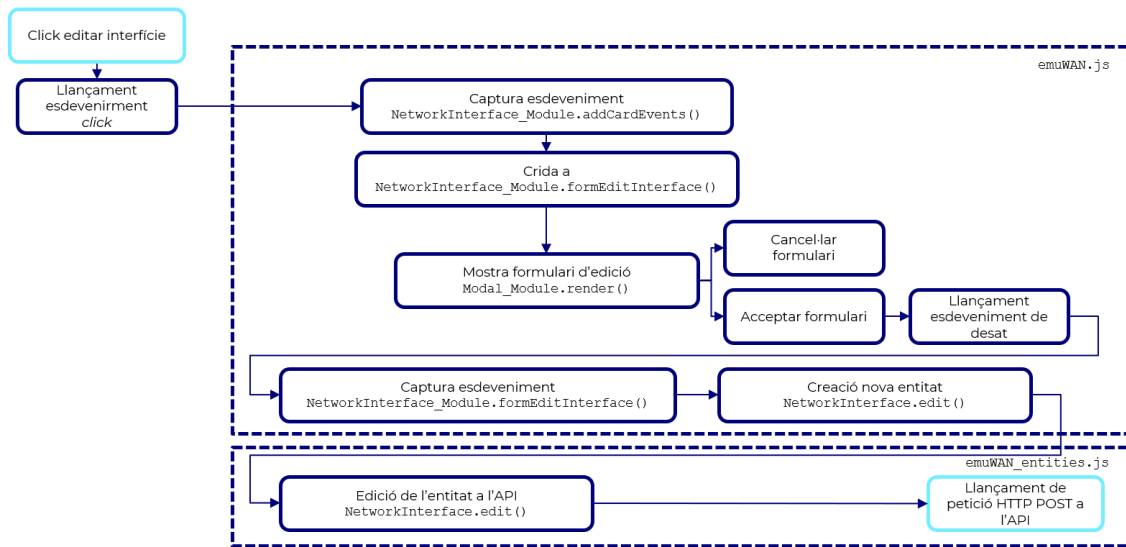 Click editar interfície
emuWAN.js
Llançament
esdevenirment
click
Captura esdeveniment
NetworkInterface_Module.addCardEvents()
Crida a
NetworkInterface_Module.formEditInterface()
Mostra formulari d'edició
Modal_Module.render()
Cancel·lar
formulari
Acceptar formulari
Llançament
esdeveniment de
desat
Captura esdeveniment
NetworkInterface_Module.formEditInterface()
Creació nova entitat
NetworkInterface.edit()
emuWAN_entities.js
Edició de l'entitat a l'API
NetworkInterface.edit()
Llançament de
petició HTTP POST a
l'API